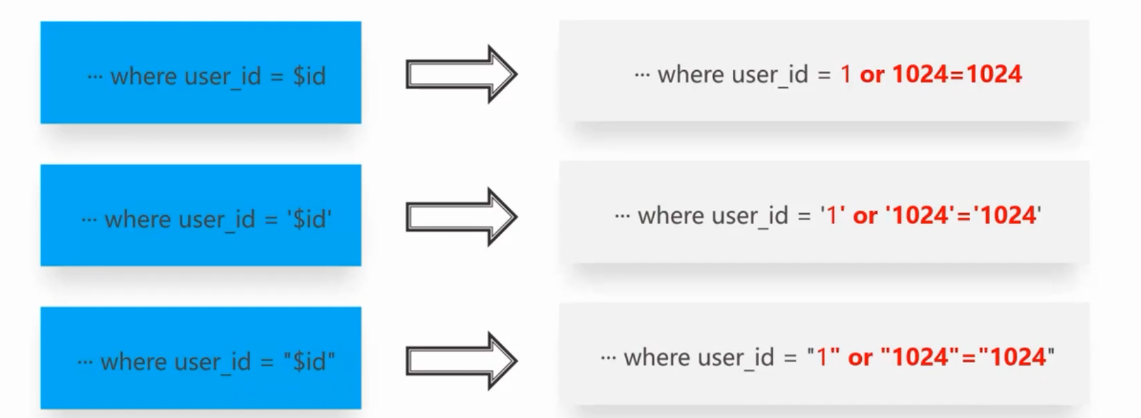 ··· where user_id = $id
··· where user_id = 1 or 1024=1024
··· where user_id = '$id'
··· where user_id = '1' or '1024'='1024'
··· where user_id = "$id"
··· where user_id = "1" or "1024"="1024"